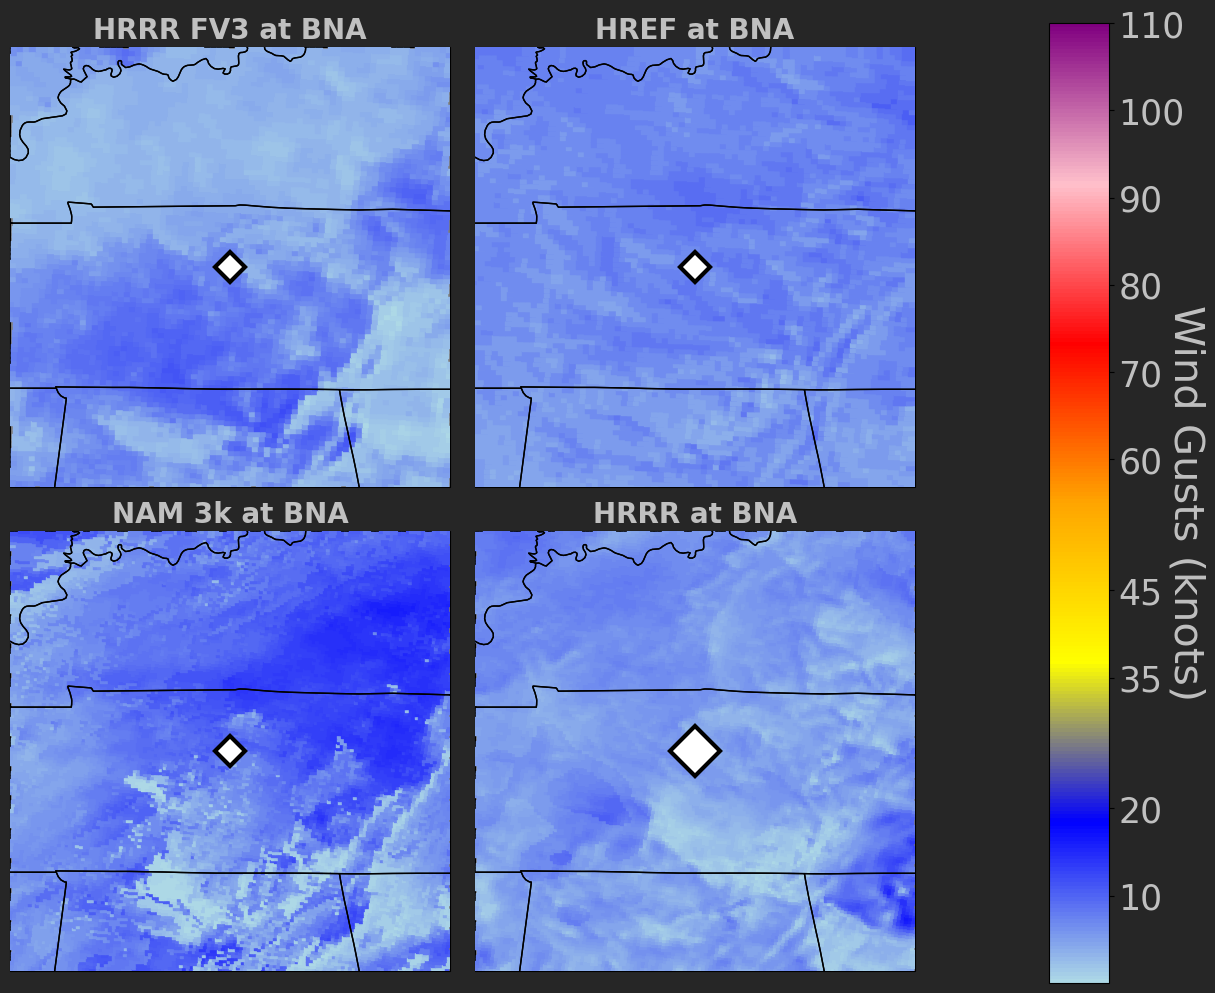 HRRR FV3 at BNA
HREF at BNA
NAM 3k at BNA
HRRR at BNA
110
100
90
80
70
60
45
35
20
10
Wind Gusts (knots)